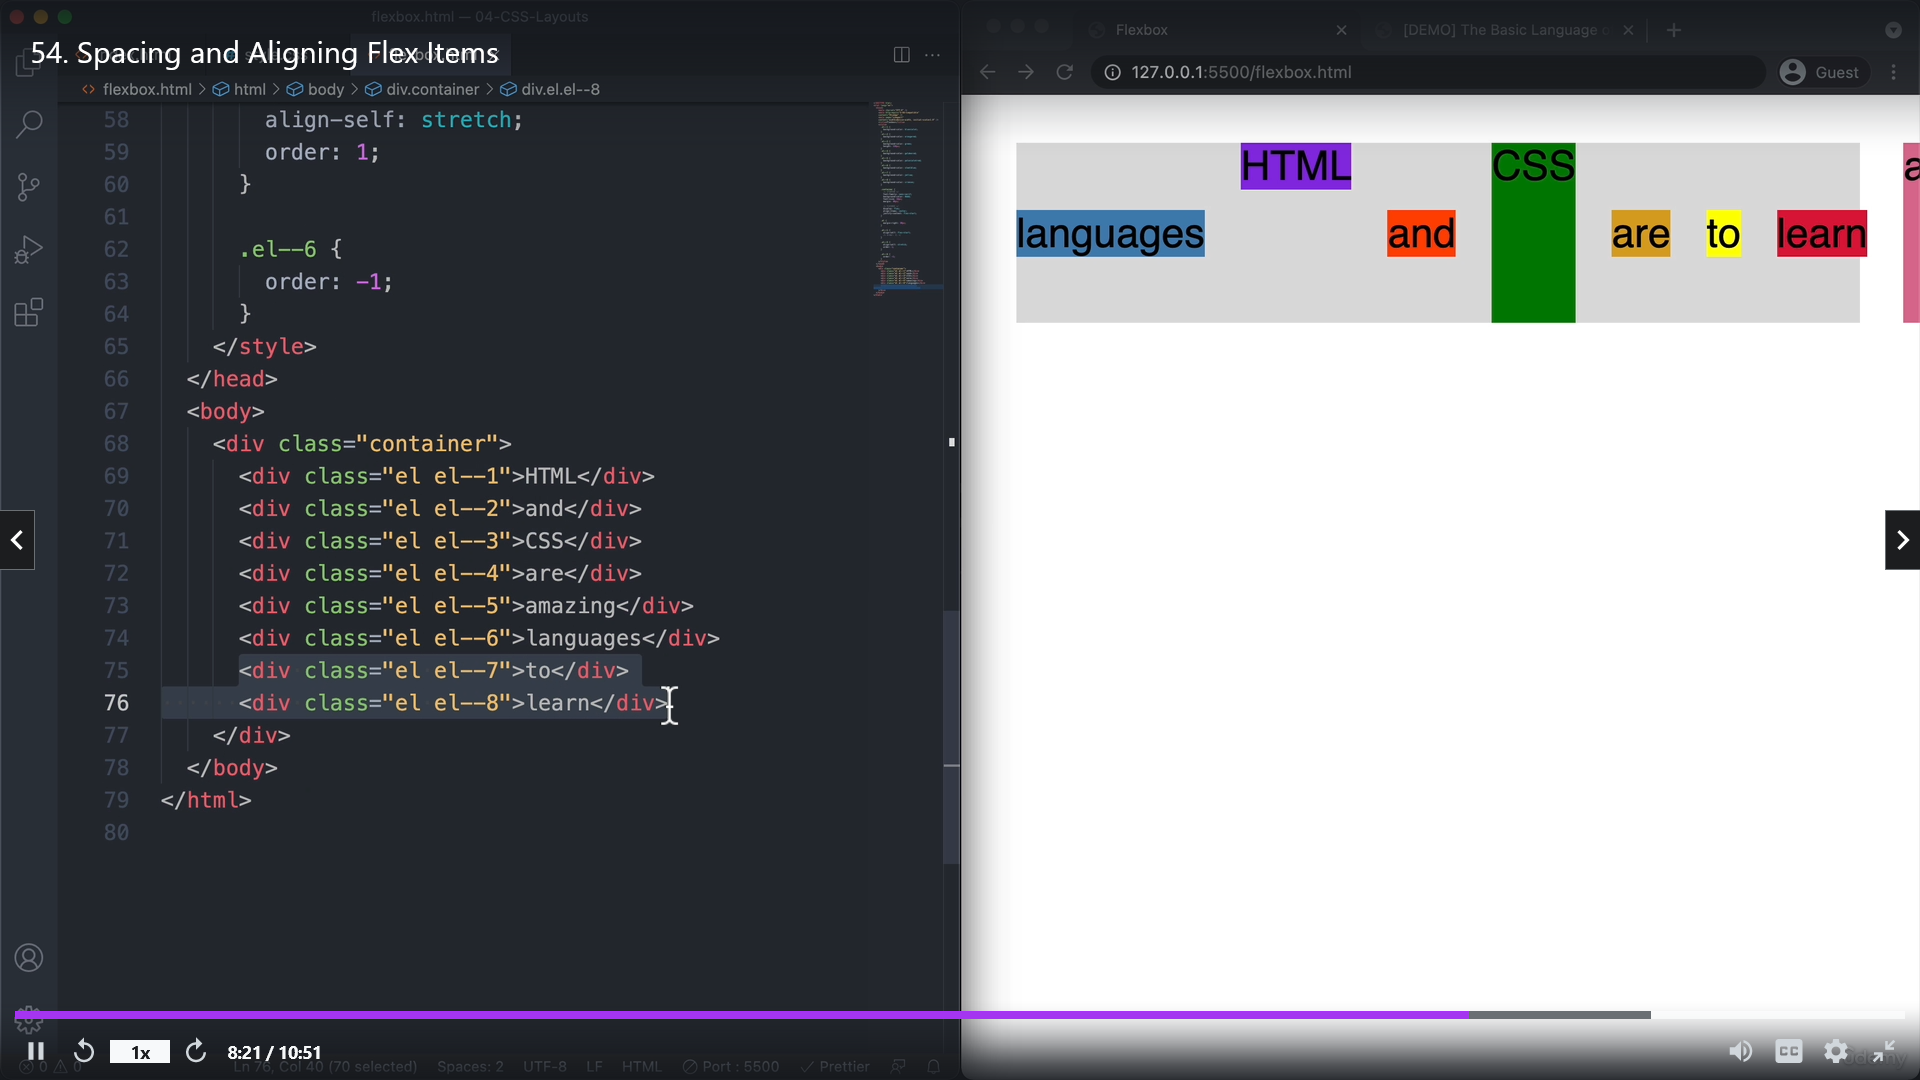 flexbox.html — 04-CSS-Layouts
54. Spacing and Aligning Flex Items
Flexbox
[DEMO] The Basic Language o
127.0.0.1:5500/flexbox.html
Guest
flexbox.html > html > body > div.container > div.el.el--8
58 align-self: stretch;
59 order: 1;
60 }
61
62 .el--6 {
63 order: -1;
64 }
65 </style>
66 </head>
67 <body>
68 <div class="container">
69 <div class="el el--1">HTML</div>
70 <div class="el el--2">and</div>
71 <div class="el el--3">CSS</div>
72 <div class="el el--4">are</div>
73 <div class="el el--5">amazing</div>
74 <div class="el el--6">languages</div>
75 <div class="el el--7">to</div>
76 <div class="el el--8">learn</div>
77 </div>
78 </body>
79 </html>
80
HTML CSS a
languages and are to learn
1x 8:21 / 10:51
CC
0 0 Ln 76, Col 40 (70 selected) Spaces: 2 UTF-8 LF HTML Port : 5500 Prettier
udemy